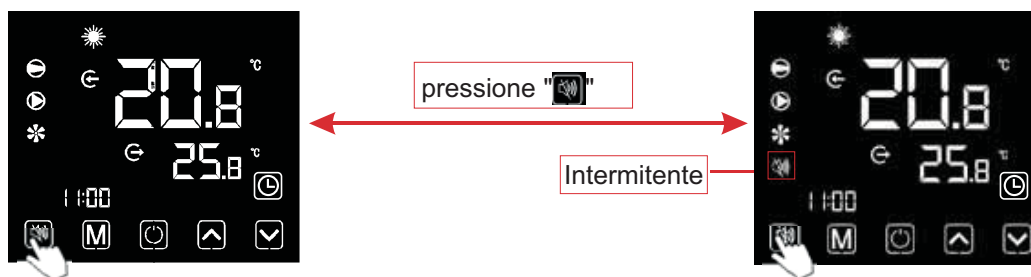 20.8 °C
25.8 °C
11:00
M
pressione " "
Intermitente
20.8 °C
25.8 °C
11:00
M